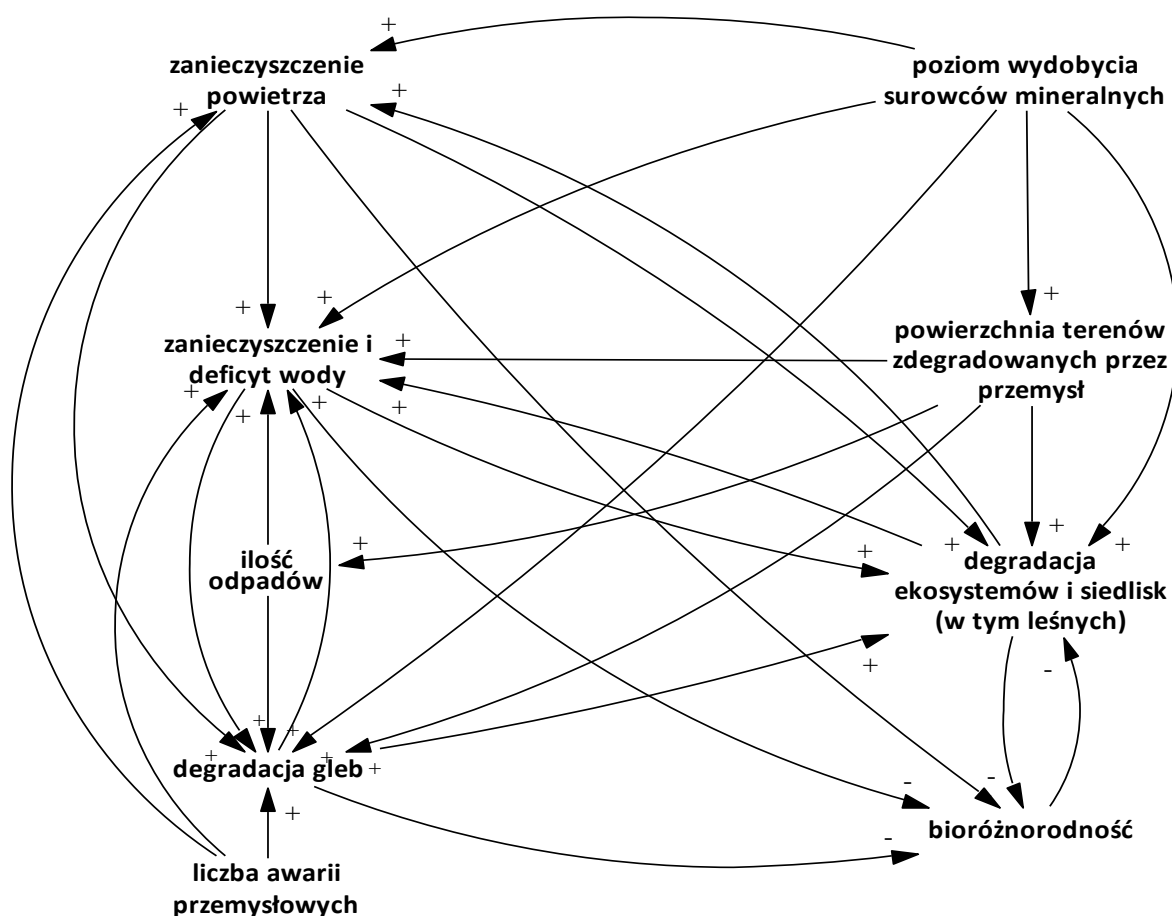 +
zanieczyszczenie
powietrza
+
+
poziom wydobycia
surowców mineralnych
+
+
+
+
zanieczyszczenie i
deficyt wody
+
+
+
+
+
powierzchnia terenów
zdegradowanych przez
przemysł
ilość
odpadów
+
+
+
+
+
degradacja
ekosystemów i siedlisk
(w tym leśnych)
+
-
+
+
+
+
+
degradacja gleb
+
-
-
-
bioróżnorodność
liczba awarii
przemysłowych